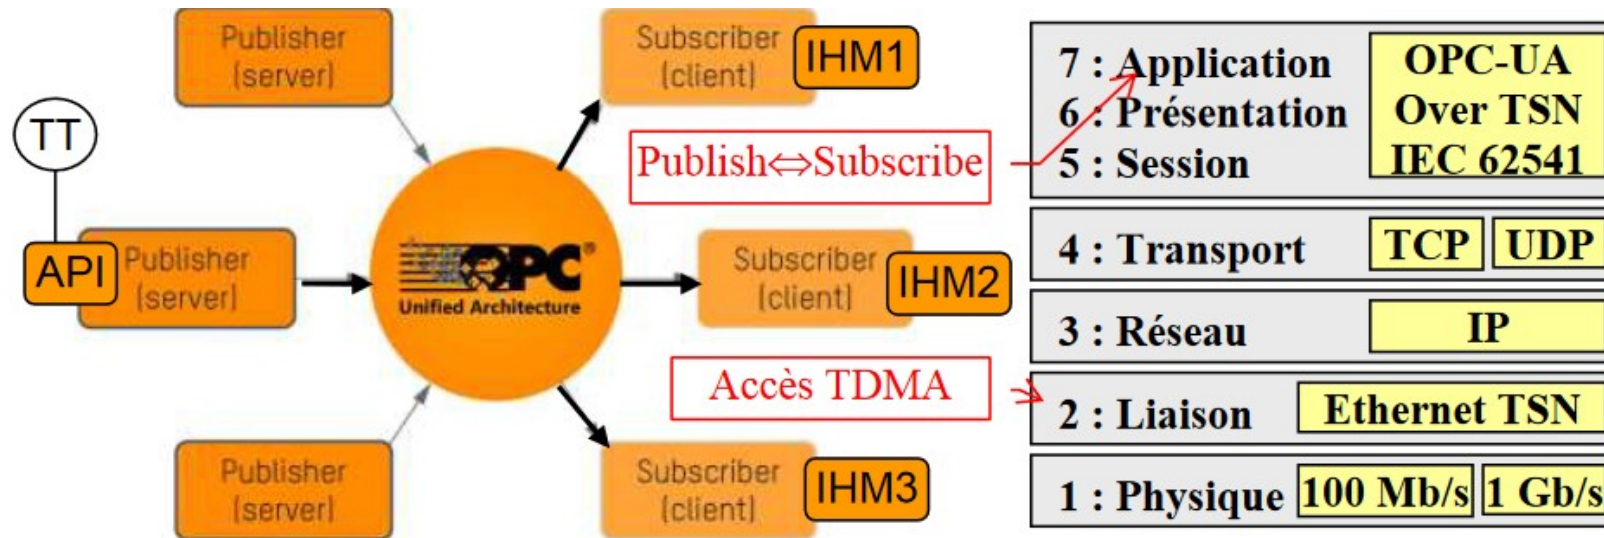 Publisher
(server)
Subscriber
(client)
IHM1
TT
Publish⇔Subscribe
API
Publisher
(server)
OPC®
Unified Architecture
Subscriber
(client)
IHM2
Accès TDMA
Publisher
(server)
Subscriber
(client)
IHM3
7 : Application
6 : Présentation
5 : Session
OPC-UA
Over TSN
IEC 62541
4 : Transport
TCP
UDP
3 : Réseau
IP
2 : Liaison
Ethernet TSN
1 : Physique
100 Mb/s
1 Gb/s